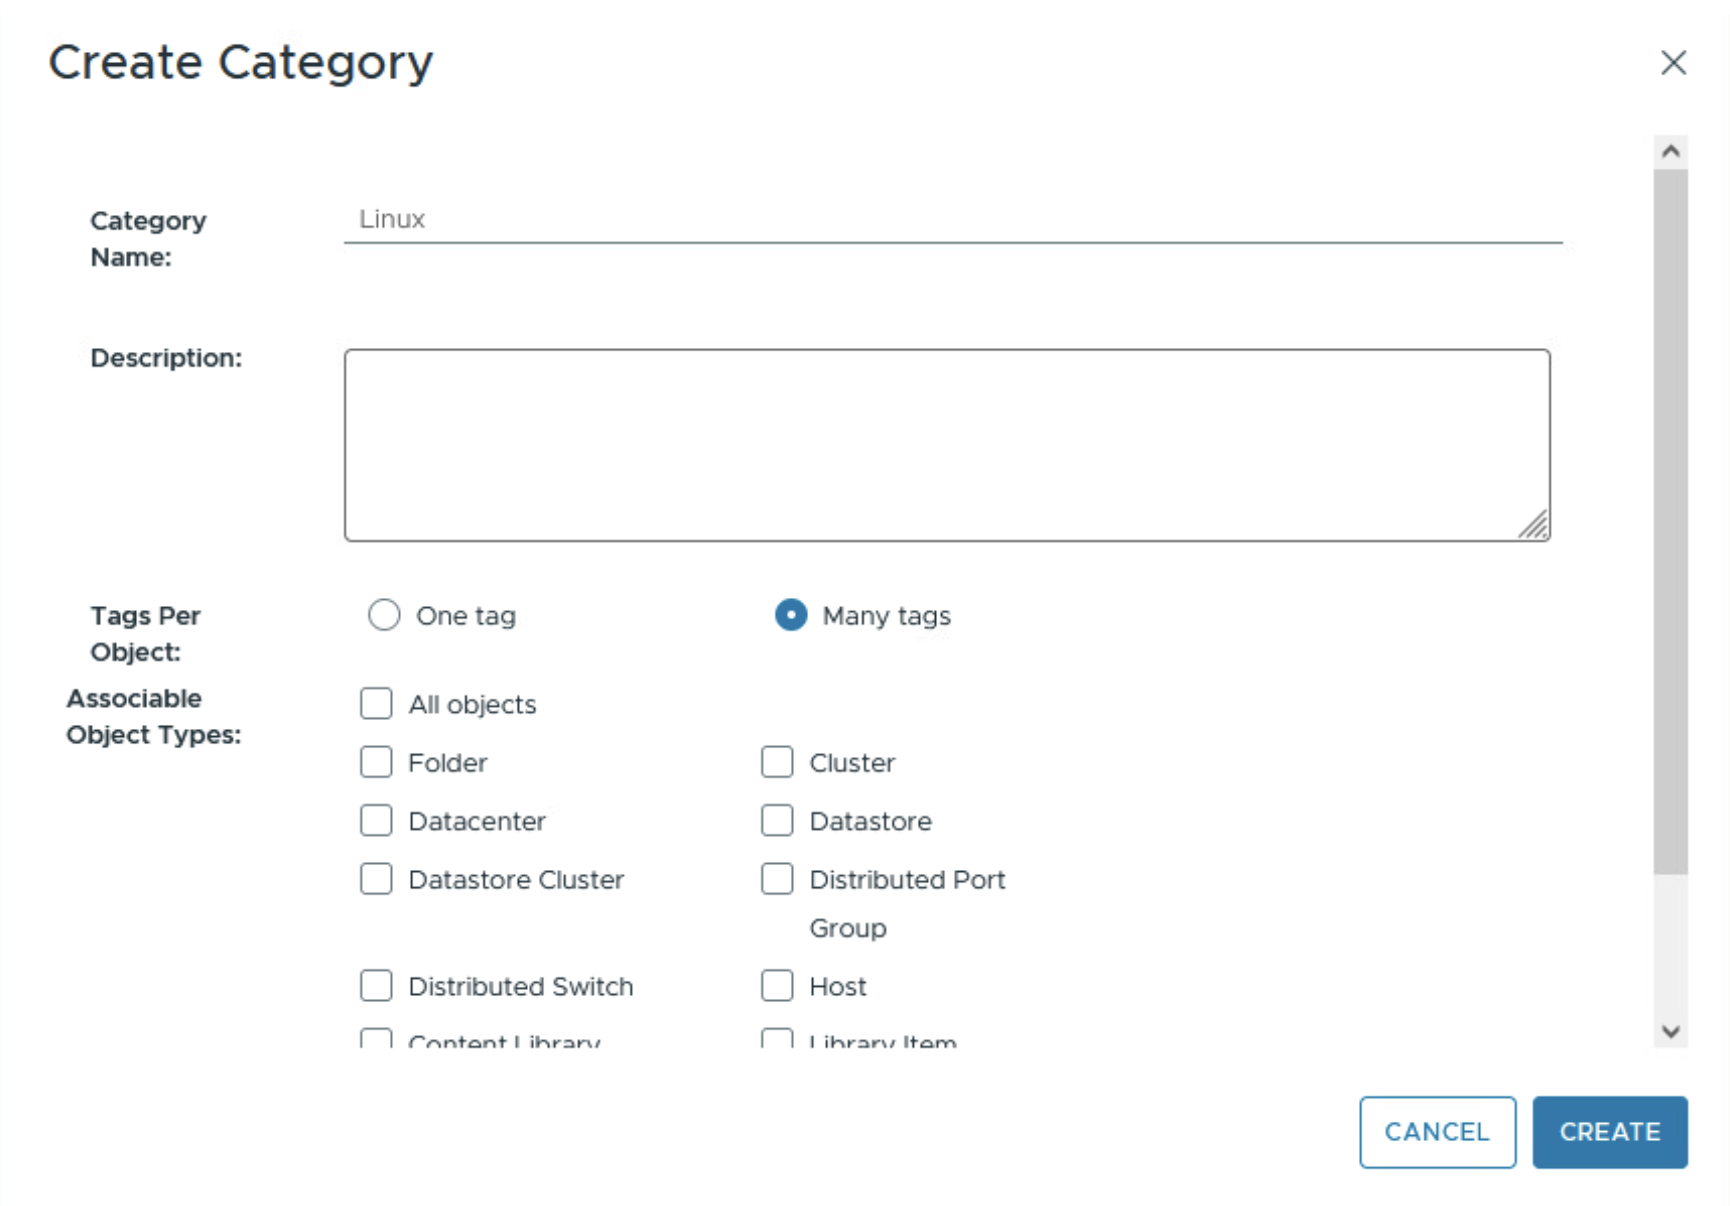 Create Category
Category
Name:
Linux
Description:
Tags Per
Object:
One tag
Many tags
Associable
Object Types:
All objects
Folder
Cluster
Datacenter
Datastore
Datastore Cluster
Distributed Port
Group
Distributed Switch
Host
Content Library
Library Item
CANCEL
CREATE